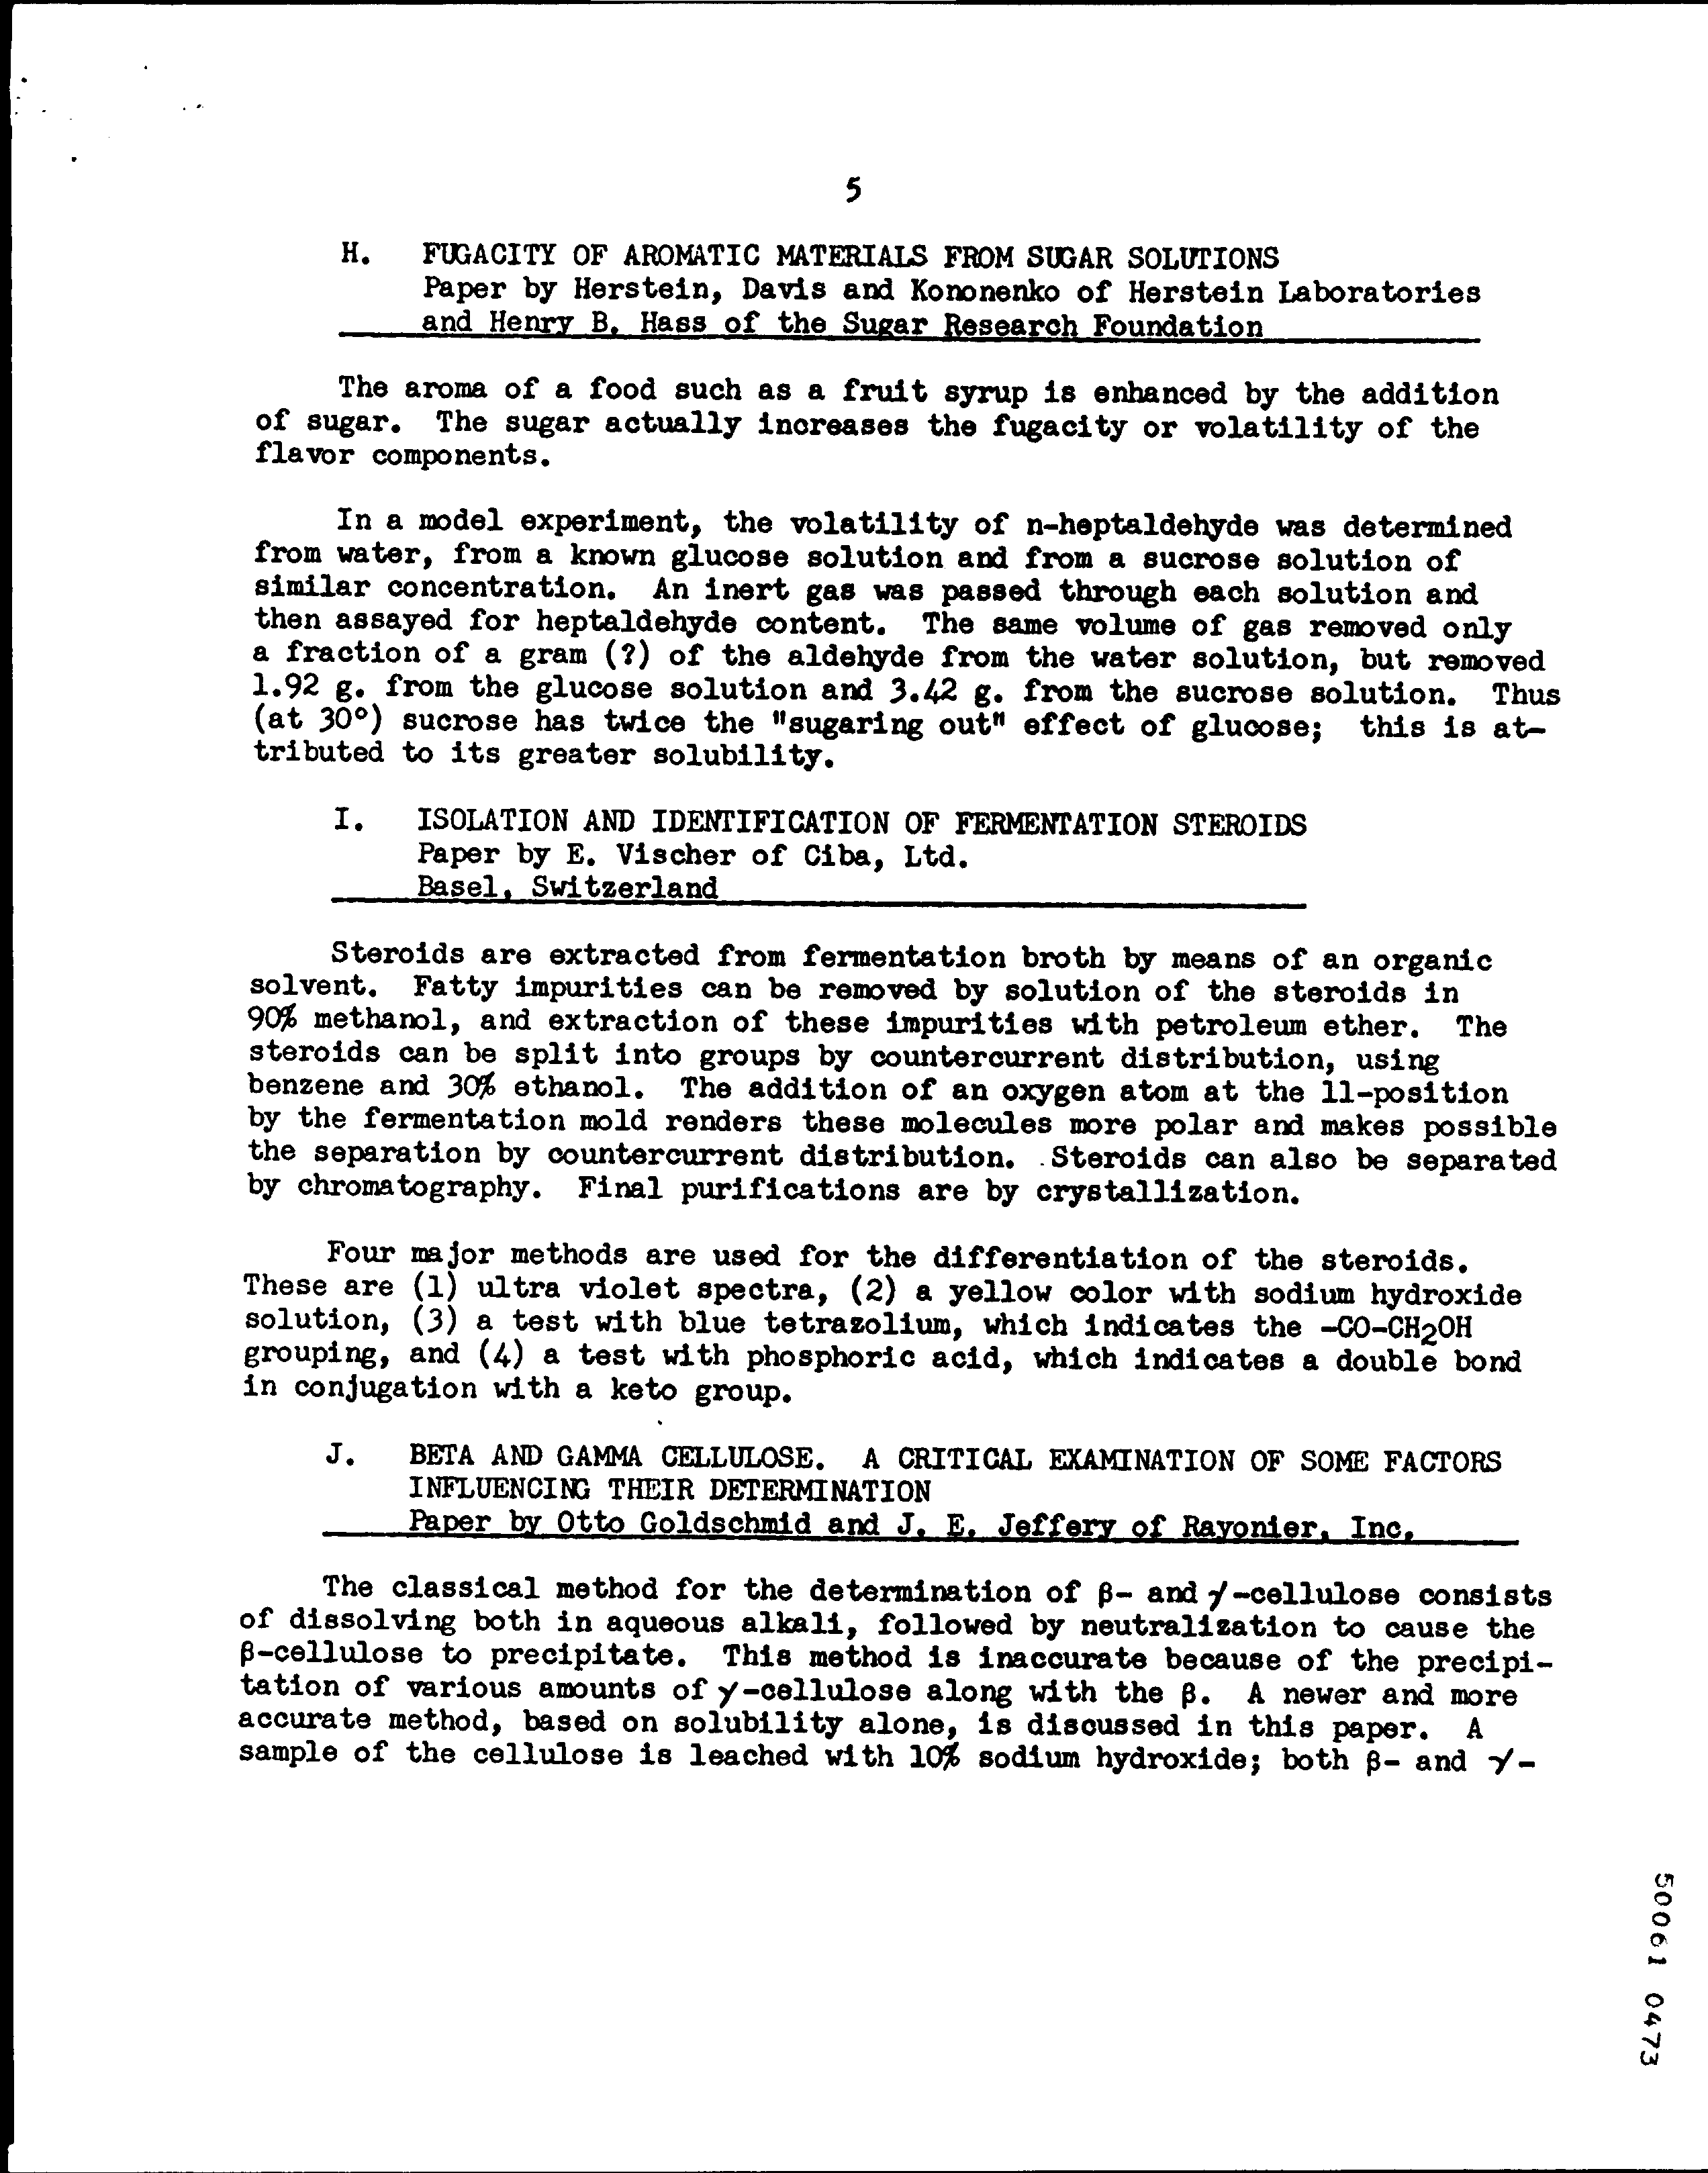 5
H. FUGACITY OF AROMATIC MATERIALS FROM SUGAR SOLUTIONS
Paper by Herstein, Davis and Kononenko of Herstein Laboratories
and Henry B. Hass of the Sugar Research Foundation
The aroma of a food such as a fruit syrup is enhanced by the addition
of sugar. The sugar actually increases the fugacity or volatility of the
flavor components.
In a model experiment, the volatility of n-heptaldehyde was determined
from water, from a known glucose solution and from a sucrose solution of
similar concentration. An inert gas was passed through each solution and
then assayed for heptaldehyde content. The same volume of gas removed only
a fraction of a gram (?) of the aldehyde from the water solution, but removed
1.92 g. from the glucose solution and 3.42 g. from the sucrose solution. Thus
(at 30°) sucrose has twice the "sugaring out" effect of glucose; this is at-
tributed to its greater solubility.
I. ISOLATION AND IDENTIFICATION OF FERMENTATION STEROIDS
Paper by E. Vischer of Ciba, Ltd.
Basel, Switzerland
Steroids are extracted from fermentation broth by means of an organic
solvent. Fatty impurities can be removed by solution of the steroids in
90% methanol, and extraction of these impurities with petroleum ether. The
steroids can be split into groups by countercurrent distribution, using
benzene and 30% ethanol. The addition of an oxygen atom at the 11-position
by the fermentation mold renders these molecules more polar and makes possible
the separation by countercurrent distribution. Steroids can also be separated
by chromatography. Final purifications are by crystallization.
Four major methods are used for the differentiation of the steroids.
These are (1) ultra violet spectra, (2) a yellow color with sodium hydroxide
solution, (3) a test with blue tetrazolium, which indicates the -CO-CH2OH
grouping, and (4) a test with phosphoric acid, which indicates a double bond
in conjugation with a keto group.
J. BETA AND GAMMA CELLULOSE. A CRITICAL EXAMINATION OF SOME FACTORS
INFLUENCING THEIR DETERMINATION
Paper by Otto Goldschmid and J. E. Jeffery of Rayonier, Inc.
The classical method for the determination of β- and γ-cellulose consists
of dissolving both in aqueous alkali, followed by neutralization to cause the
β-cellulose to precipitate. This method is inaccurate because of the precipi-
tation of various amounts of γ-cellulose along with the β. A newer and more
accurate method, based on solubility alone, is discussed in this paper. A
sample of the cellulose is leached with 10% sodium hydroxide; both β- and γ-
50061 0473